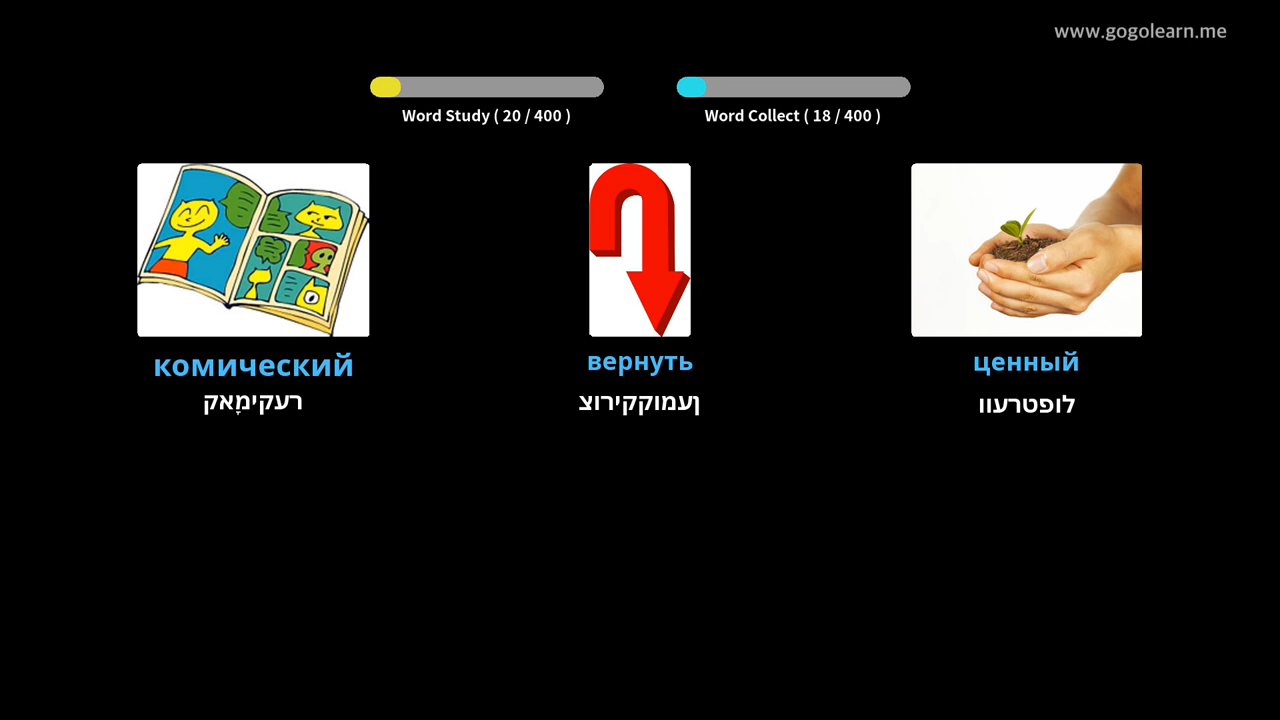 www.gogolearn.me
Word Study ( 20 / 400 )
Word Collect ( 18 / 400 )
комический
רעקימָאק
вернуть
ןעמוקקירוצ
ценный
לופטרעוו